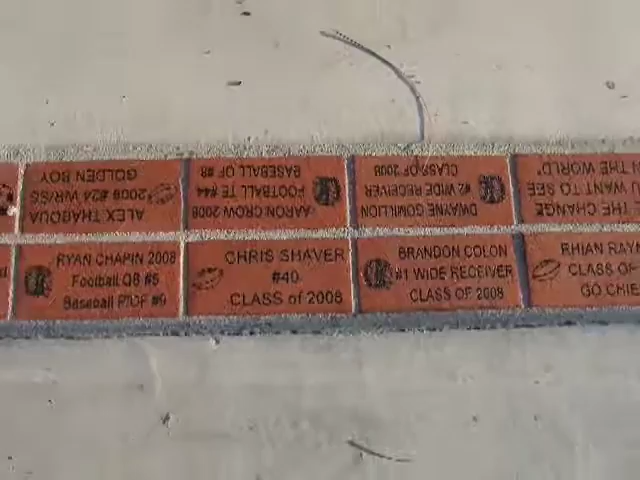 ALEX THABOUA
2008 #24 WR/SS
GOLDEN BOY
AARON CROW 2008
FOOTBALL TE #44
BASEBALL OF #8
DWAYNE GOMILLION
#2 WIDE RECEIVER
CLASS OF 2008
THE CHANGE
WANT TO SEE
THE WORLD.
RYAN CHAPIN 2008
Football QB #5
Baseball P/OF #9
CHRIS SHAVER
#40
CLASS of 2008
BRANDON COLON
#1 WIDE RECEIVER
CLASS OF 2008
RHIAN RAYN
CLASS OF
GO CHIE